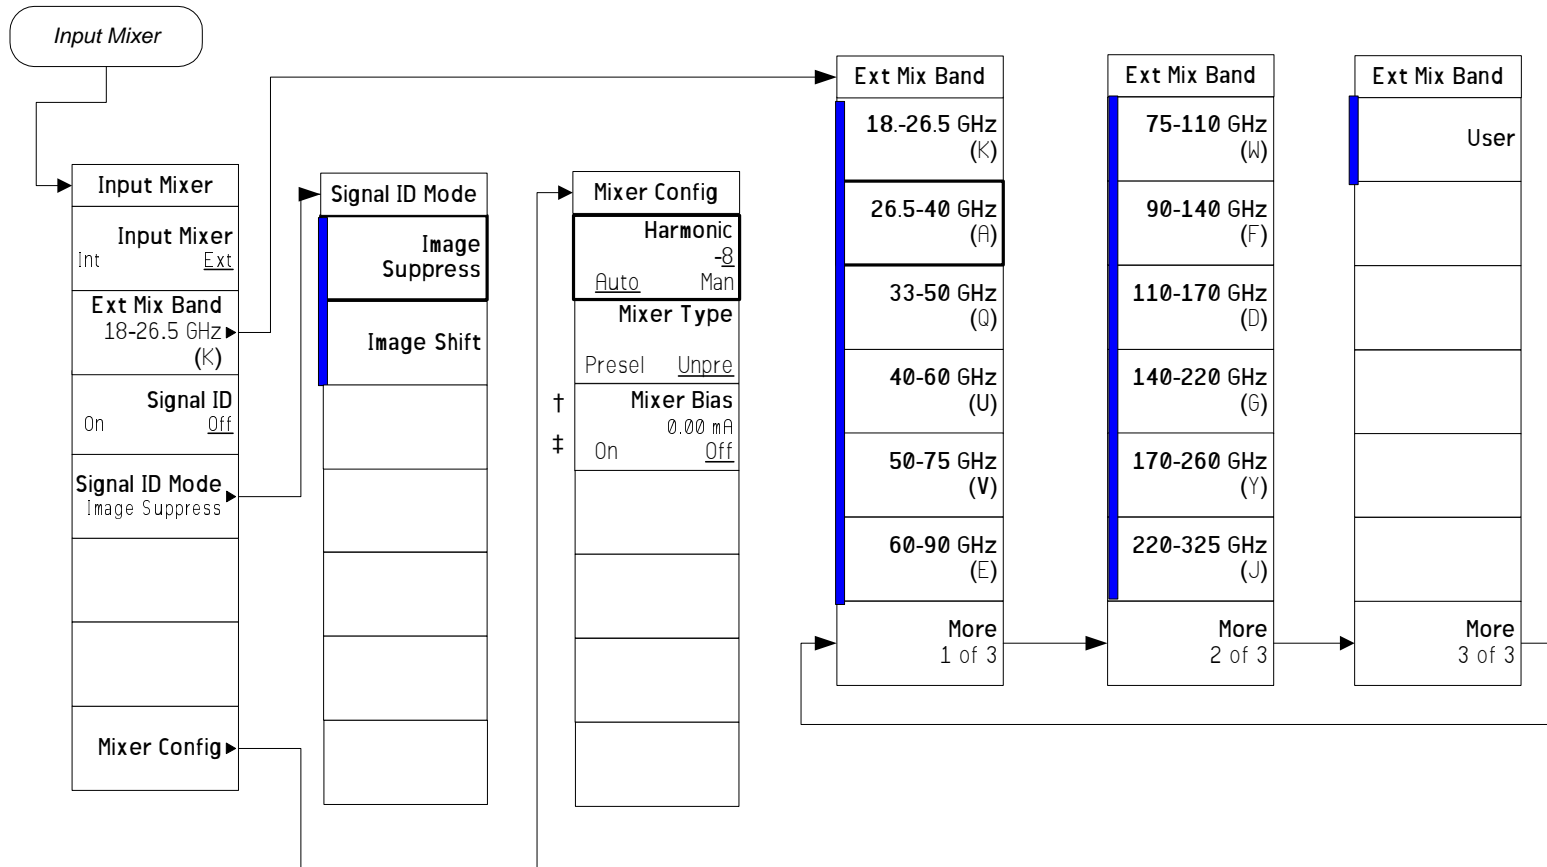 Input Mixer
Input Mixer
Input Mixer
Int Ext
Ext Mix Band
18-26.5 GHz
(K)
Signal ID
On Off
Signal ID Mode
Image Suppress
Mixer Config
Signal ID Mode
Image
Suppress
Image Shift
Mixer Config
Harmonic
-8
Auto Man
Mixer Type
Presel Unpre
† Mixer Bias
0.00 mA
‡ On Off
Ext Mix Band
18.-26.5 GHz
(K)
26.5-40 GHz
(A)
33-50 GHz
(Q)
40-60 GHz
(U)
50-75 GHz
(V)
60-90 GHz
(E)
More
1 of 3
Ext Mix Band
75-110 GHz
(W)
90-140 GHz
(F)
110-170 GHz
(D)
140-220 GHz
(G)
170-260 GHz
(Y)
220-325 GHz
(J)
More
2 of 3
Ext Mix Band
User
More
3 of 3